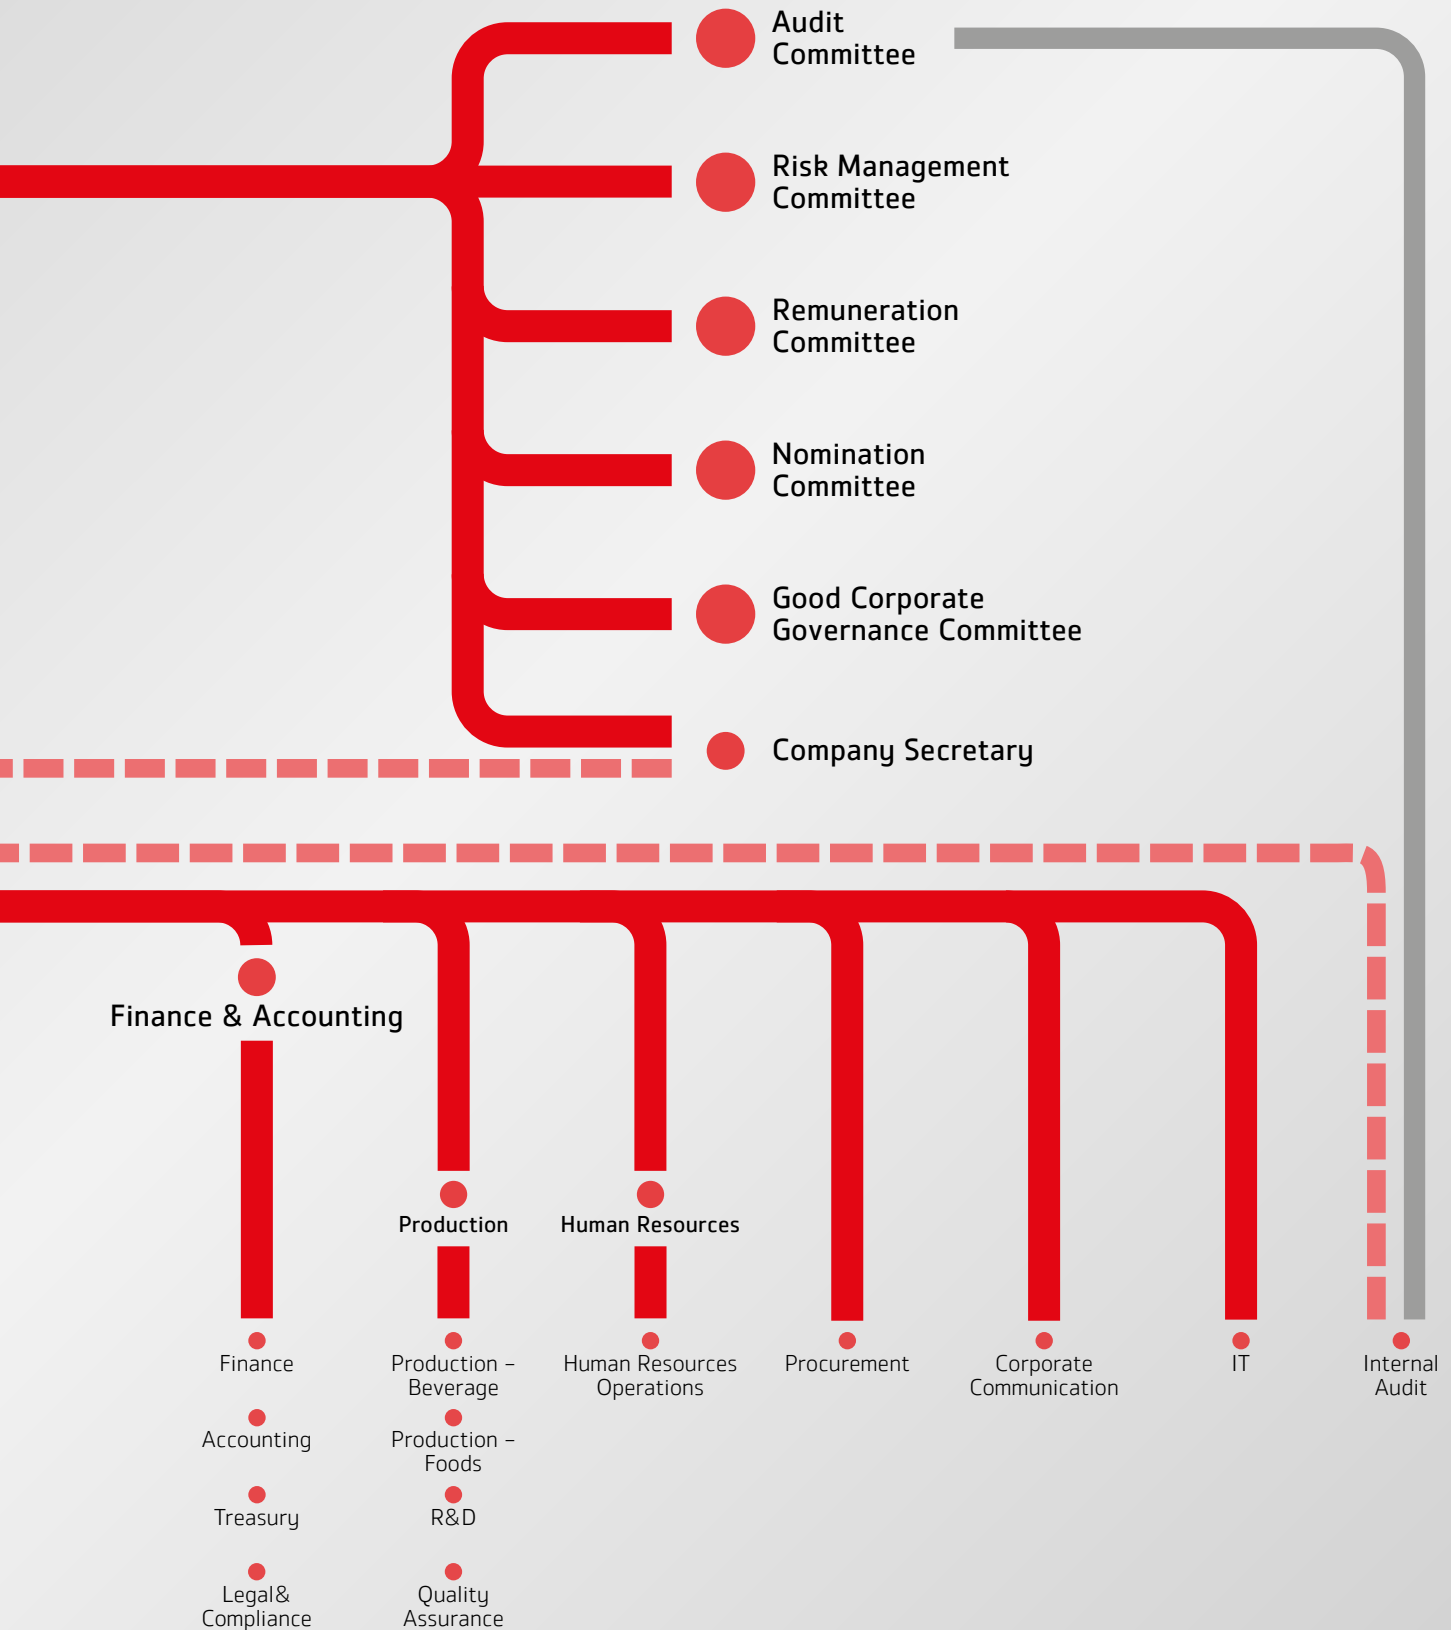 Audit
Committee
Risk Management
Committee
Remuneration
Committee
Nomination
Committee
Good Corporate
Governance Committee
Company Secretary
Finance & Accounting
Production
Human Resources
Finance
Accounting
Treasury
Legal&
Compliance
Production –
Beverage
Production –
Foods
R&D
Quality
Assurance
Human Resources
Operations
Procurement
Corporate
Communication
IT
Internal
Audit